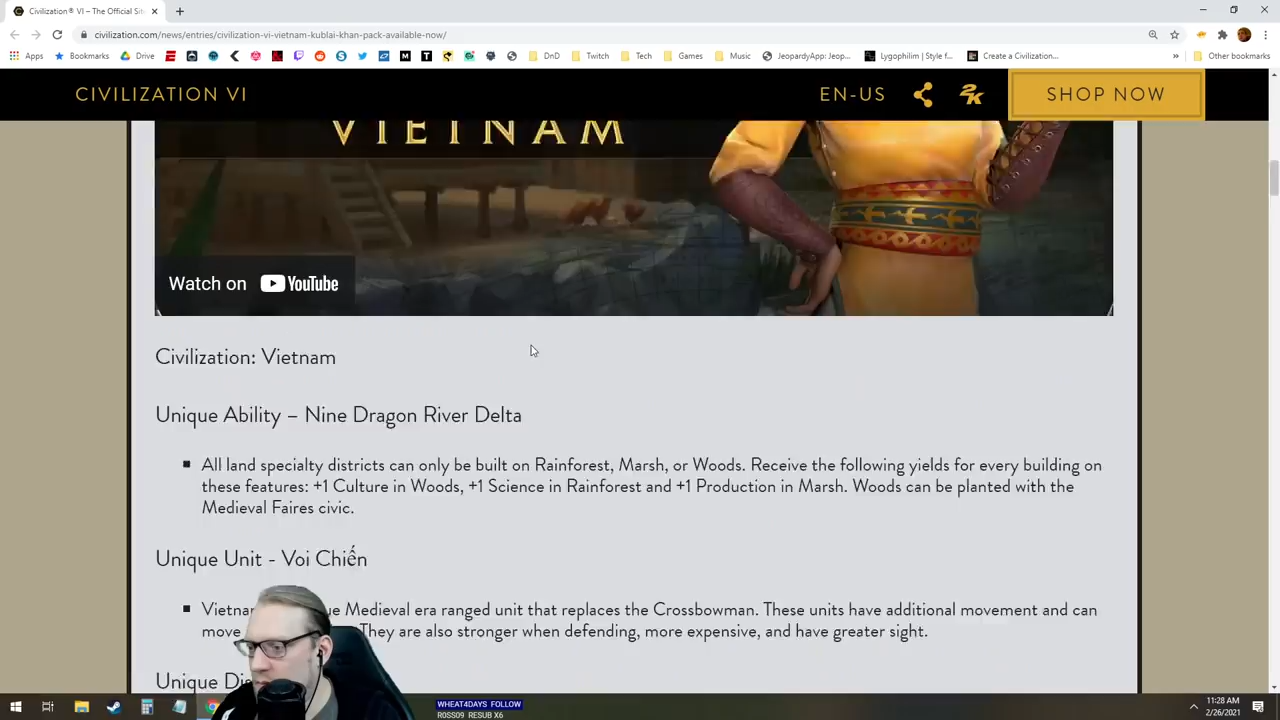 Civilization® VI – The Official Sit
civilization.com/news/entries/civilization-vi-vietnam-kublai-khan-pack-available-now/
Apps Bookmarks Drive DnD Twitch Tech Games Music JeopardyApp: Jeop... Lygophilim | Style f... Create a Civilization... » Other bookmarks
CIVILIZATION VI EN-US SHOP NOW
VIETNAM
Watch on YouTube
Civilization: Vietnam
Unique Ability – Nine Dragon River Delta
All land specialty districts can only be built on Rainforest, Marsh, or Woods. Receive the following yields for every building on
these features: +1 Culture in Woods, +1 Science in Rainforest and +1 Production in Marsh. Woods can be planted with the
Medieval Faires civic.
Unique Unit - Voi Chiến
Medieval era ranged unit that replaces the Crossbowman. These units have additional movement and can
move They are also stronger when defending, more expensive, and have greater sight.
Unique
11:28 AM
2/26/2021
WHEAT4DAYS FOLLOW
R0SS09 RESUB X6